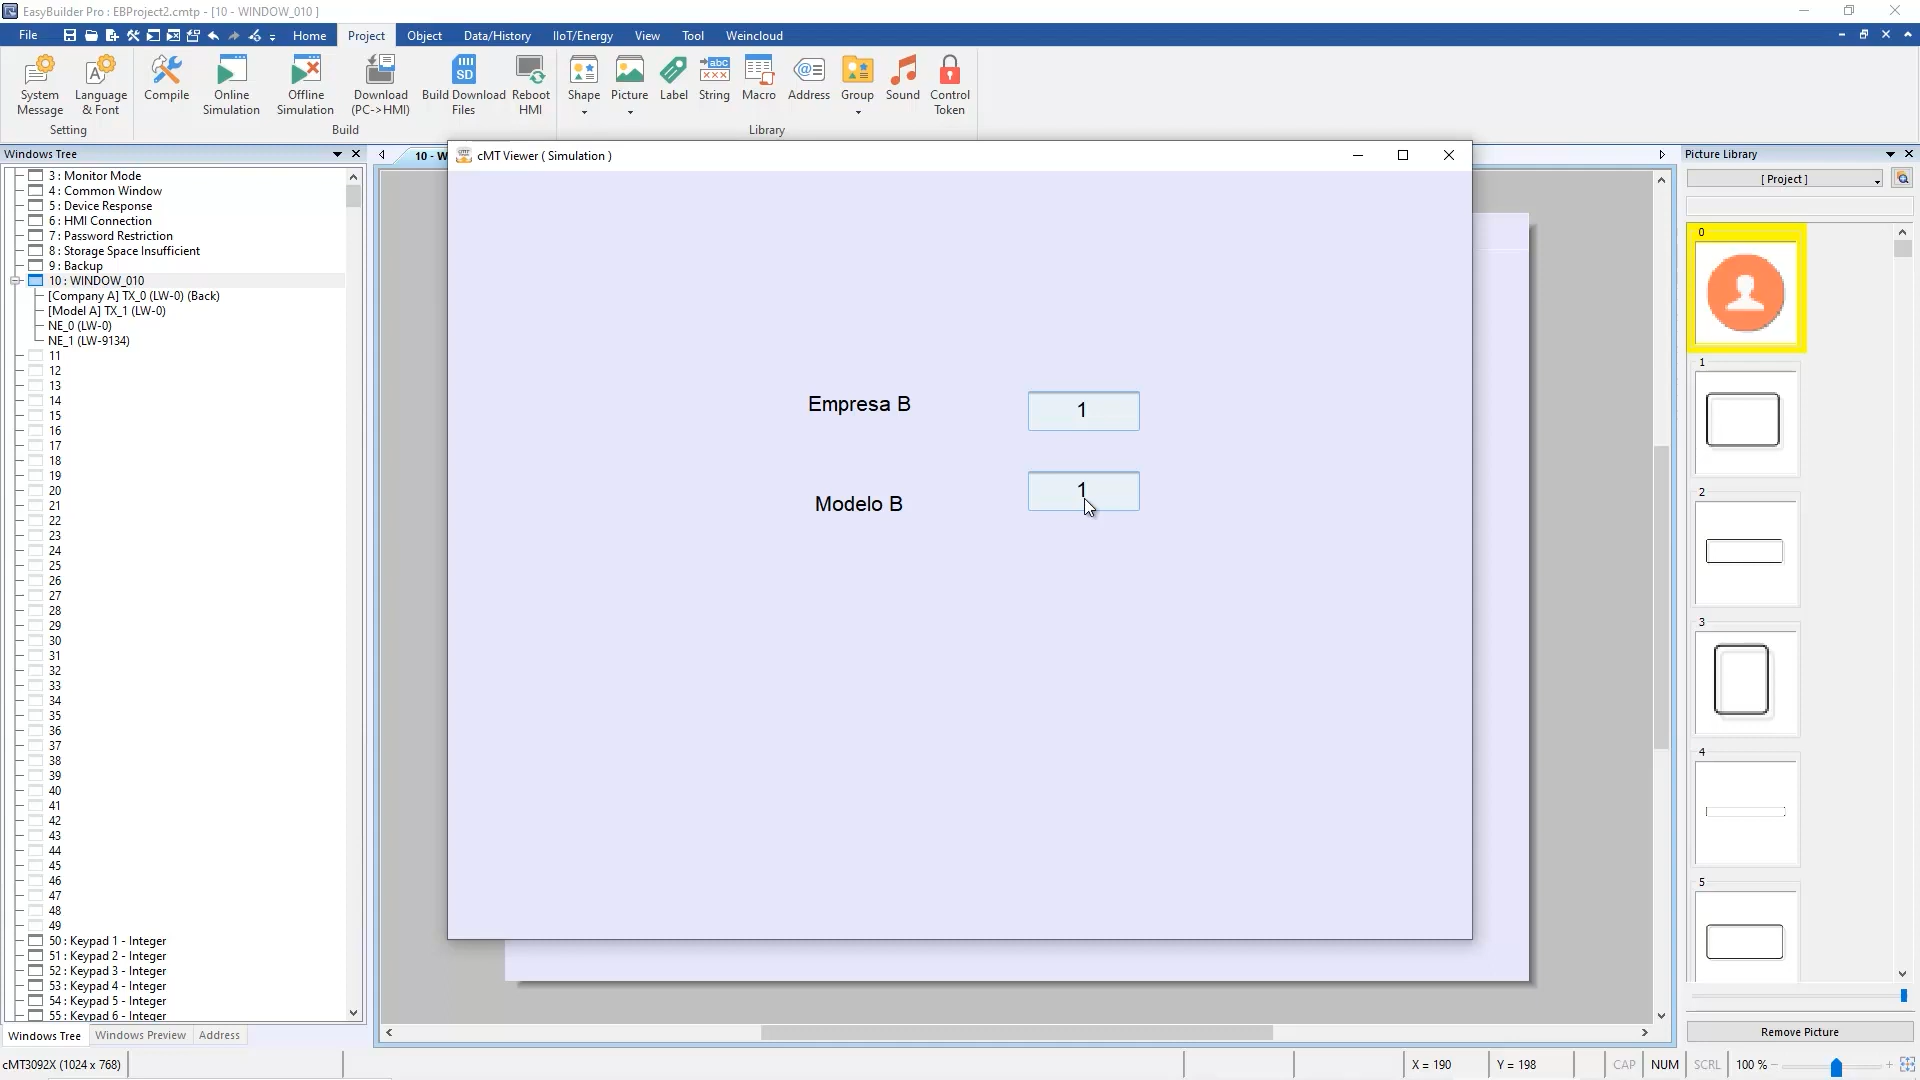 EasyBuilder Pro : EBProject2.cmtp - [10 - WINDOW_010 ]
File Home Project Object Data/History IIoT/Energy View Tool Weincloud
System Message
Language & Font
Compile
Online Simulation
Offline Simulation
Download (PC->HMI)
Build Download Files
Reboot HMI
Shape
Picture
Label
String
Macro
Address
Group
Sound
Control Token
Setting Build Library
Windows Tree
3 : Monitor Mode
4 : Common Window
5 : Device Response
6 : HMI Connection
7 : Password Restriction
8 : Storage Space Insufficient
9 : Backup
10 : WINDOW_010
[Company A] TX_0 (LW-0) (Back)
[Model A] TX_1 (LW-0)
NE_0 (LW-0)
NE_1 (LW-9134)
11
12
13
14
15
16
17
18
19
20
21
22
23
24
25
26
27
28
29
30
31
32
33
34
35
36
37
38
39
40
41
42
43
44
45
46
47
48
49
50 : Keypad 1 - Integer
51 : Keypad 2 - Integer
52 : Keypad 3 - Integer
53 : Keypad 4 - Integer
54 : Keypad 5 - Integer
55 : Keypad 6 - Integer
Windows Tree Windows Preview Address
10 - W
cMT Viewer ( Simulation )
Empresa B 1
Modelo B 1
Picture Library
[ Project ]
0
1
2
3
4
5
Remove Picture
cMT3092X (1024 x 768) X = 190 Y = 198 CAP NUM SCRL 100 %